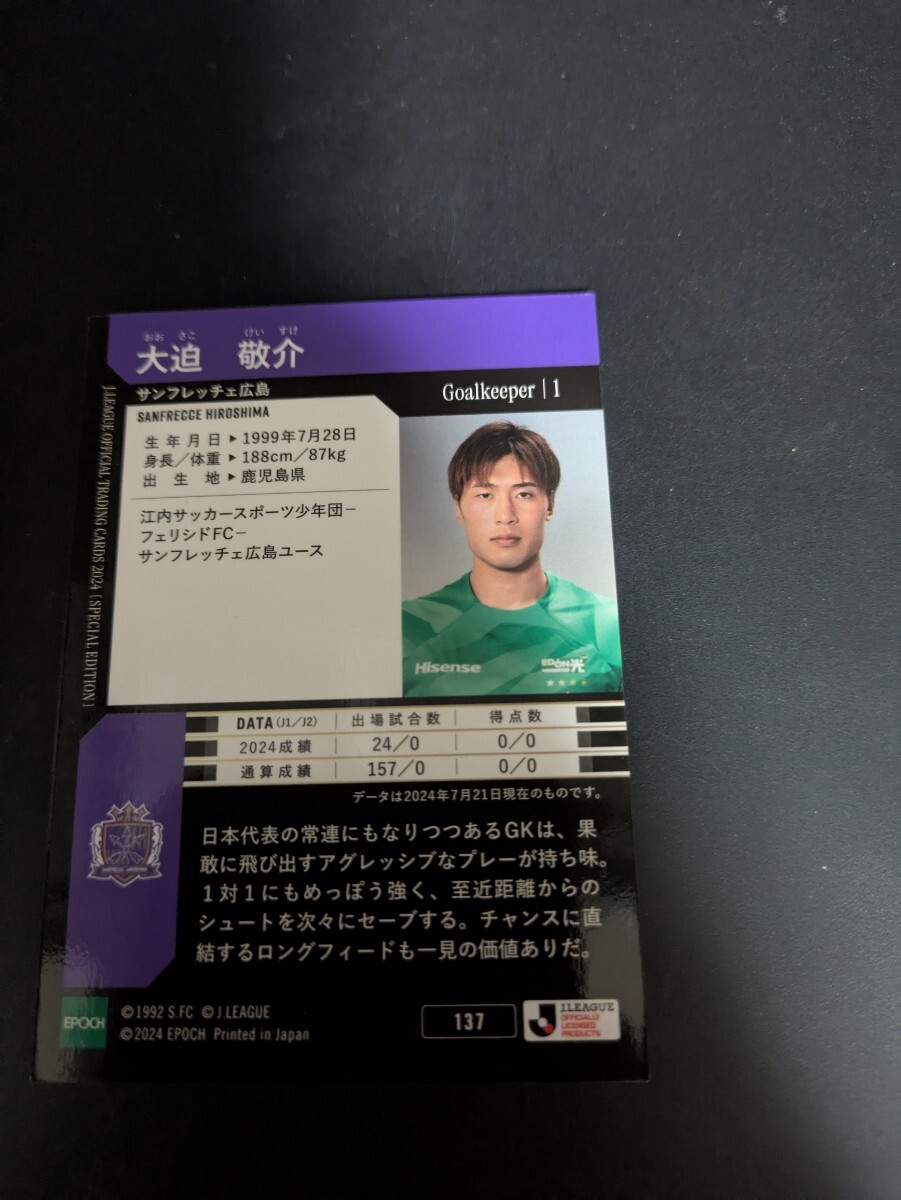 おお さこ けい すけ
大迫 敬介
サンフレッチェ広島
Goalkeeper | 1
SANFRECCE HIROSHIMA
生年月日▶1999年7月28日
身長／体重▶188cm／87kg
出生地▶鹿児島県
江内サッカースポーツ少年団−
フェリシドFC−
サンフレッチェ広島ユース
J.LEAGUE OFFICIAL TRADING CARDS 2024 [ SPECIAL EDITION ]
Hisense
EDION光
DATA（J1／J2） 出場試合数 得点数
2024成績 24／0 0／0
通算成績 157／0 0／0
データは2024年7月21日現在のものです。
日本代表の常連にもなりつつあるGKは、果
敢に飛び出すアグレッシブなプレーが持ち味。
１対１にもめっぽう強く、至近距離からの
シュートを次々にセーブする。チャンスに直
結するロングフィードも一見の価値ありだ。
EPOCH
©1992 S.FC ©J.LEAGUE
©2024 EPOCH Printed in Japan
137
J.LEAGUE
OFFICIALLY
LICENSED
PRODUCTS